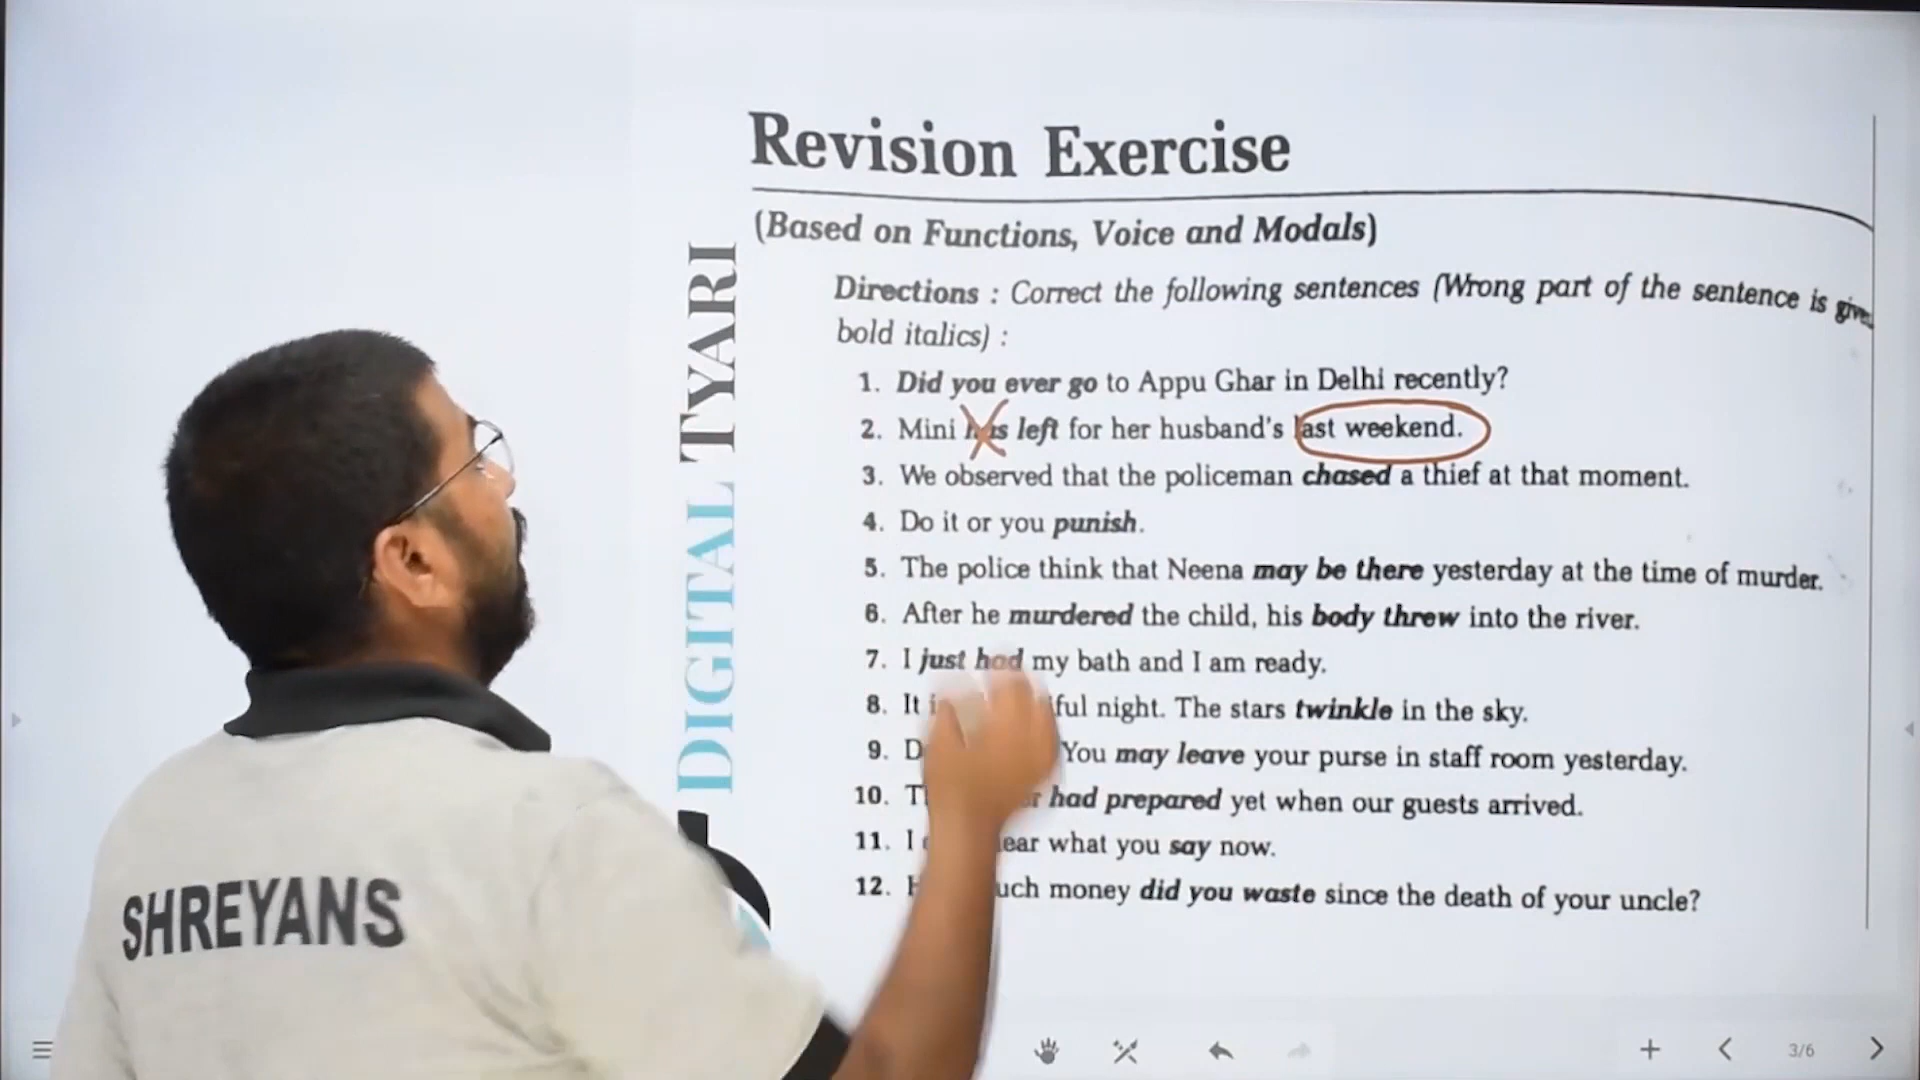 Revision Exercise
(Based on Functions, Voice and Modals)
Directions : Correct the following sentences (Wrong part of the sentence is
bold italics) :
1. Did you ever go to Appu Ghar in Delhi recently?
2. Mini has left for her husband's last weekend.
3. We observed that the policeman chased a thief at that moment.
4. Do it or you punish.
5. The police think that Neena may be there yesterday at the time of murder.
6. After he murdered the child, his body threw into the river.
7. I just had my bath and I am ready.
8. It night. The stars twinkle in the sky.
9. You may leave your purse in staff room yesterday.
10. had prepared yet when our guests arrived.
11. I what you say now.
12. money did you waste since the death of your uncle?
DIGITAL TYARI
SHREYANS
3/6